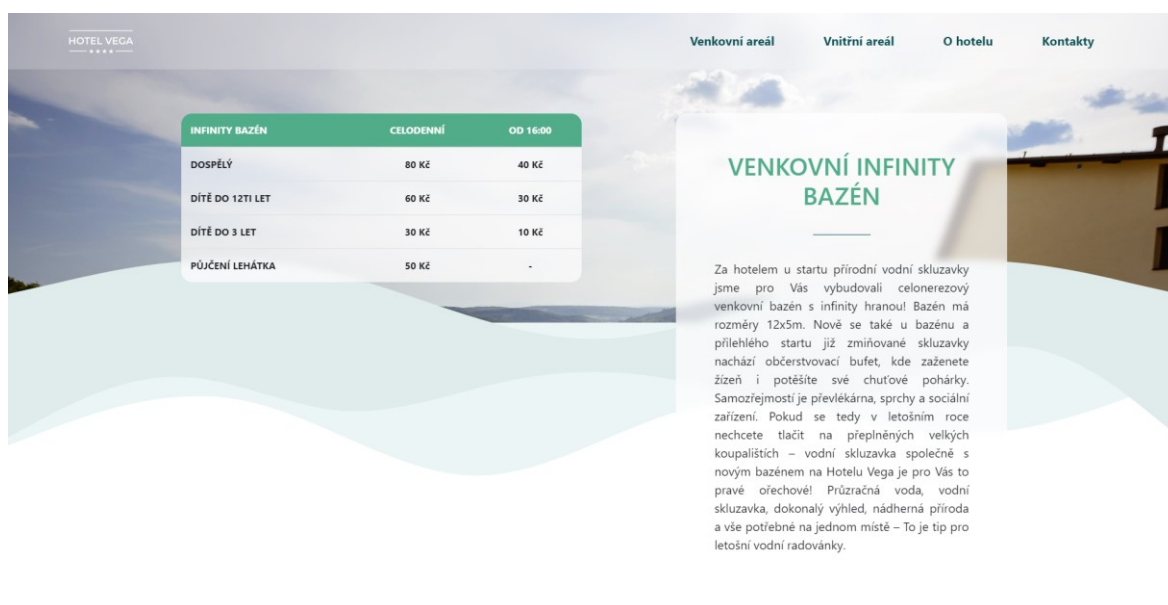 HOTEL VEGA
Venkovní areál Vnitřní areál O hotelu Kontakty
INFINITY BAZÉN CELODENNÍ OD 16:00
DOSPĚLÝ 80 Kč 40 Kč
DÍTĚ DO 12TI LET 60 Kč 30 Kč
DÍTĚ DO 3 LET 30 Kč 10 Kč
PŮJČENÍ LEHÁTKA 50 Kč -
VENKOVNÍ INFINITY
BAZÉN
Za hotelem u startu přírodní vodní skluzavky
jsme pro Vás vybudovali celonerezový
venkovní bazén s infinity hranou! Bazén má
rozměry 12x5m. Nově se také u bazénu a
přilehlého startu již zmiňované skluzavky
nachází občerstvovací bufet, kde zaženete
žízeň i potěšíte své chuťové pohárky.
Samozřejmostí je převlékárna, sprchy a sociální
zařízení. Pokud se tedy v letošním roce
nechcete tlačit na přeplněných velkých
koupalištích – vodní skluzavka společně s
novým bazénem na Hotelu Vega je pro Vás to
pravé ořechové! Průzračná voda, vodní
skluzavka, dokonalý výhled, nádherná příroda
a vše potřebné na jednom místě – To je tip pro
letošní vodní radovánky.